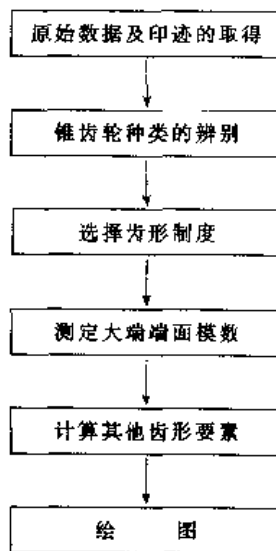 原始数据及印迹的取得
锥齿轮种类的辨别
选择齿形制度
测定大端端面模数
计算其他齿形要素
绘 图